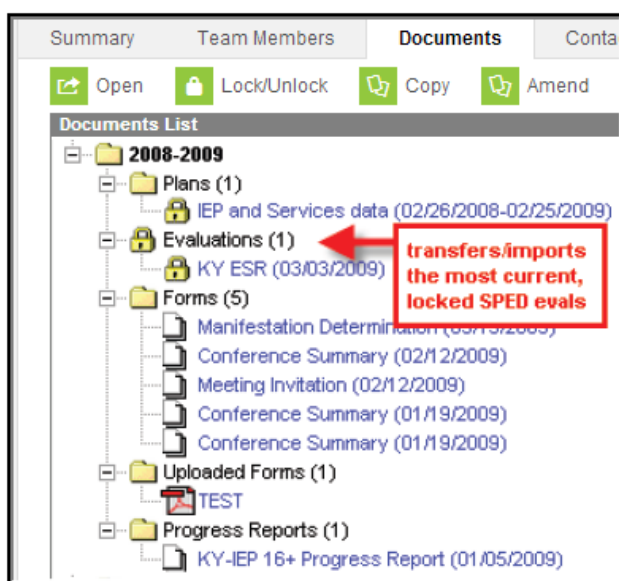 Summary Team Members Documents Conta
Open Lock/Unlock Copy Amend
Documents List
2008-2009
Plans (1)
IEP and Services data (02/26/2008-02/25/2009)
Evaluations (1)
KY ESR (03/03/2009)
transfers/imports
the most current,
locked SPED evals
Forms (5)
Manifestation Determination
Conference Summary (02/12/2009)
Meeting Invitation (02/12/2009)
Conference Summary (01/19/2009)
Conference Summary (01/19/2009)
Uploaded Forms (1)
TEST
Progress Reports (1)
KY-IEP 16+ Progress Report (01/05/2009)